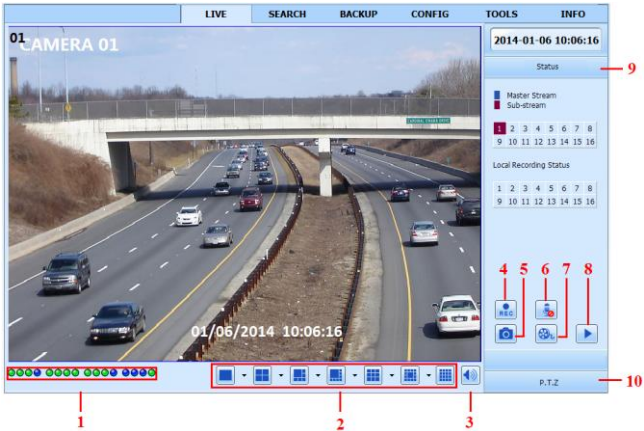 LIVE SEARCH BACKUP CONFIG TOOLS INFO
01
CAMERA 01
2014-01-06 10:06:16
Status
9
Master Stream
Sub-stream
1 2 3 4 5 6 7 8
9 10 11 12 13 14 15 16
Local Recording Status
1 2 3 4 5 6 7 8
9 10 11 12 13 14 15 16
4 5 6 7 8
REC
01/06/2014 10:06:16
P.T.Z
10
1 2 3